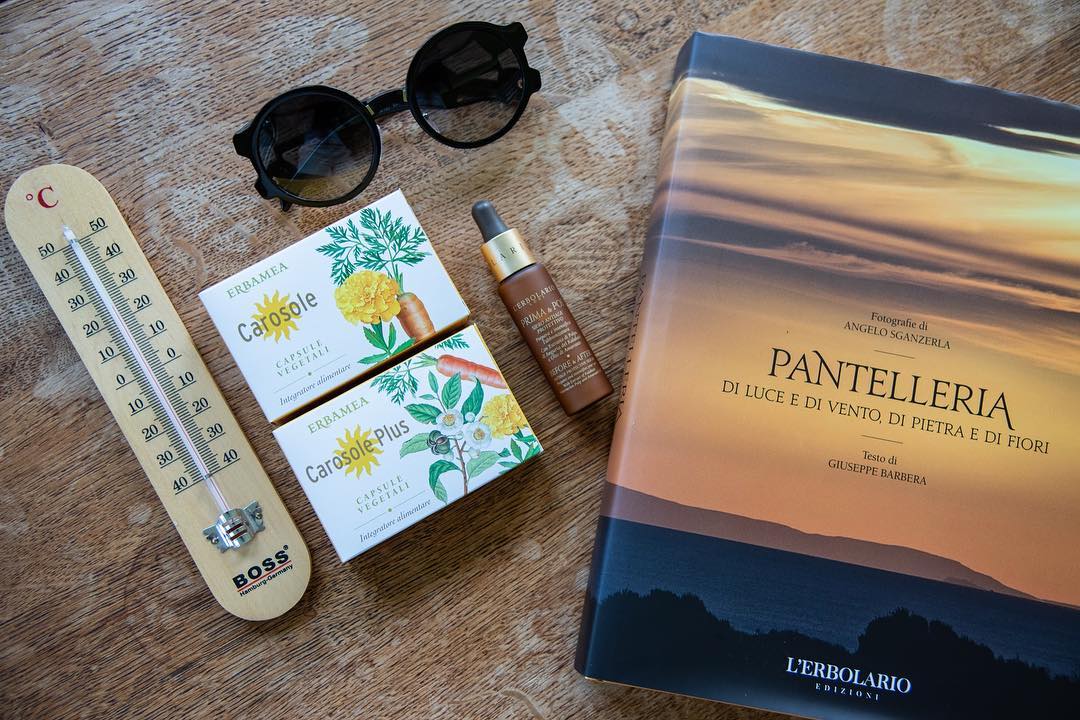 °C
50 50
40 40
30 30
20 20
10 10
0 0
10 10
20 20
30 30
40 40
BOSS
Hamburg-Germany
ERBAMEA
Carosole
CAPSULE
VEGETALI
Integratore alimentare
ERBAMEA
Carosole Plus
CAPSULE
VEGETALI
Integratore alimentare
L'ERBOLARIO
PRIMA & PO
Fotografie di
ANGELO SGANZERLA
PANTELLERIA
DI LUCE E DI VENTO, DI PIETRA E DI FIORI
Testo di
GIUSEPPE BARBERA
L'ERBOLARIO
EDIZIONI